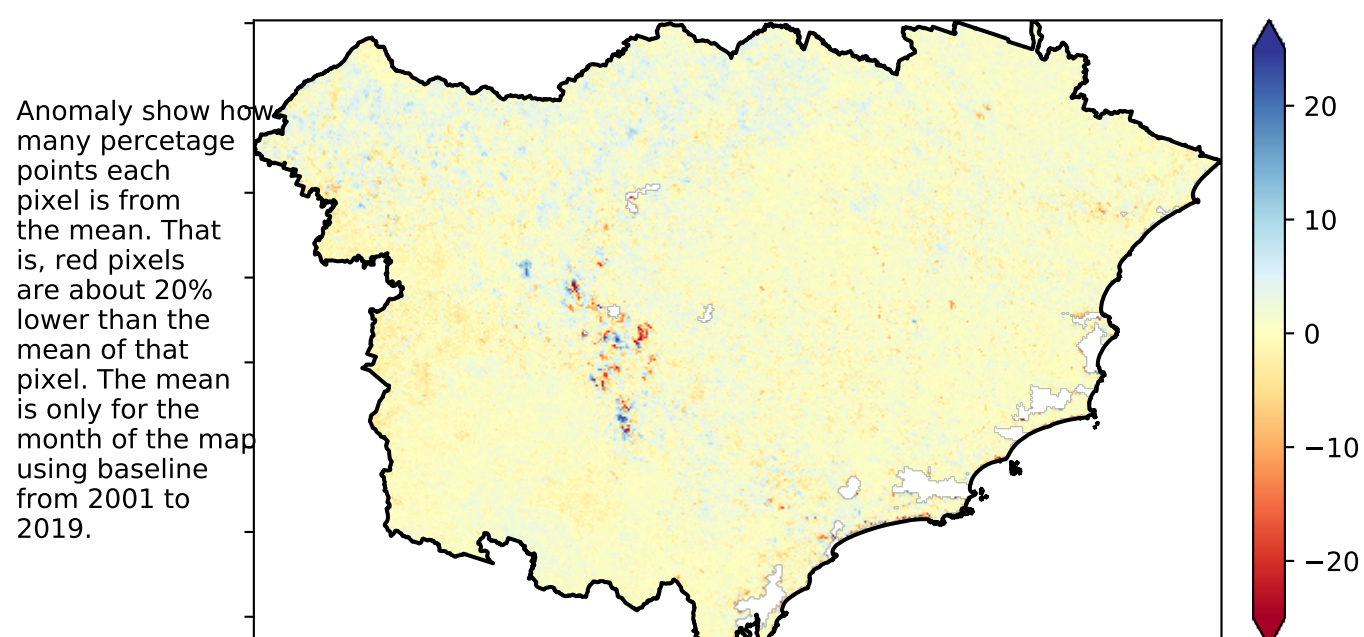 Anomaly show how
many percetage
points each
pixel is from
the mean. That
is, red pixels
are about 20%
lower than the
mean of that
pixel. The mean
is only for the
month of the map
using baseline
from 2001 to
2019.
20
10
0
−10
−20